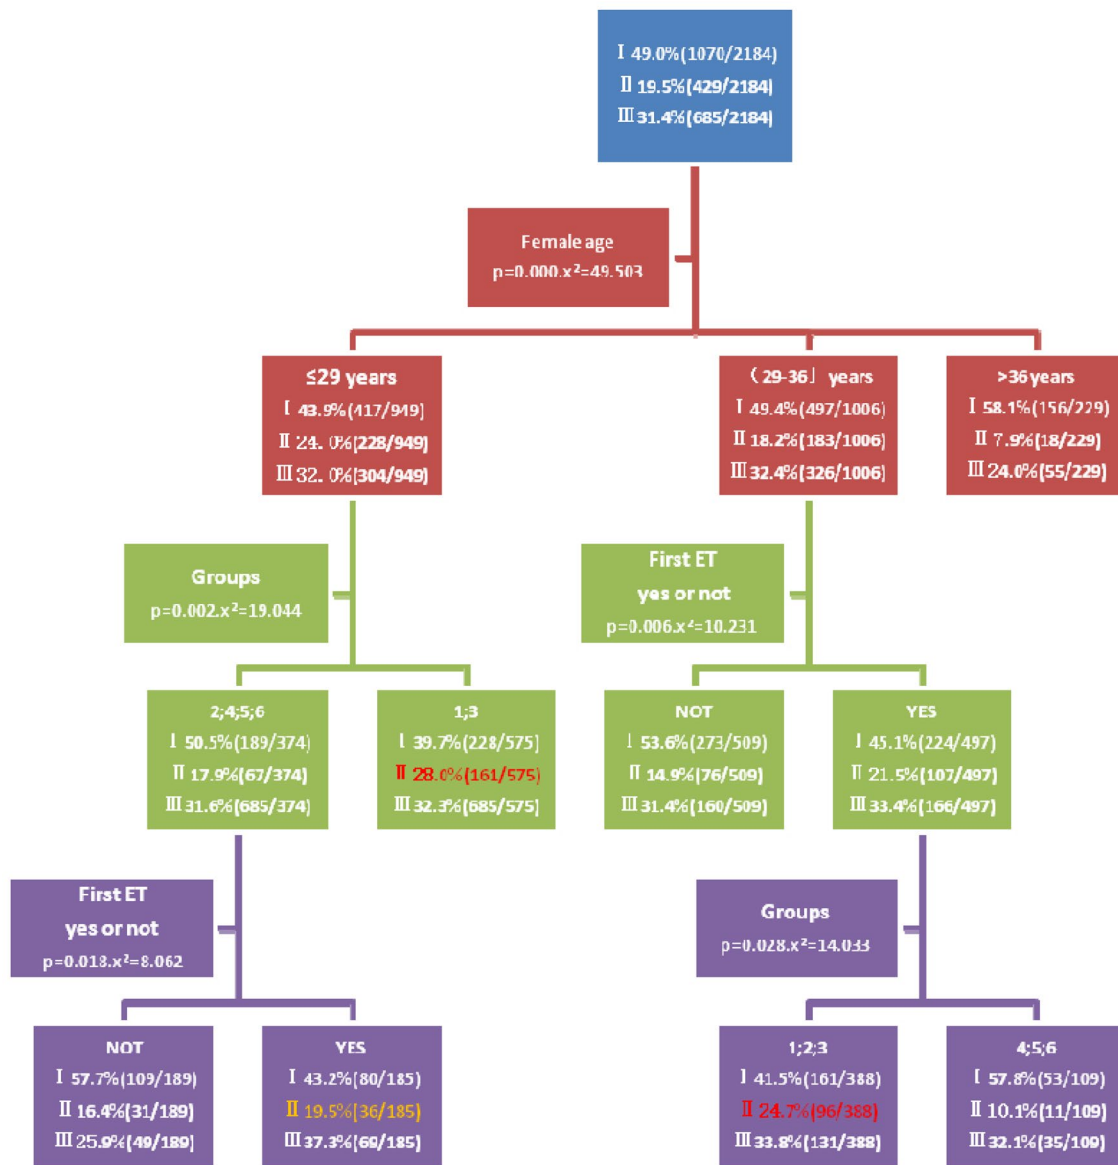 Ⅰ 49.0%(1070/2184)
Ⅱ 19.5%(429/2184)
Ⅲ 31.4%(685/2184)
Female age
p=0.000.x²=49.503
≤29 years
Ⅰ 43.9%(417/949)
Ⅱ 24.0%(228/949)
Ⅲ 32.0%(304/949)
(29-36] years
Ⅰ 49.4%(497/1006)
Ⅱ 18.2%(183/1006)
Ⅲ 32.4%(326/1006)
>36 years
Ⅰ 58.1%(156/229)
Ⅱ 7.9%(18/229)
Ⅲ 24.0%(55/229)
Groups
p=0.002.x²=19.044
First ET
yes or not
p=0.006.x²=10.231
2;4;5;6
Ⅰ 50.5%(189/374)
Ⅱ 17.9%(67/374)
Ⅲ 31.6%(685/374)
1;3
Ⅰ 39.7%(228/575)
Ⅱ 28.0%(161/575)
Ⅲ 32.3%(685/575)
NOT
Ⅰ 53.6%(273/509)
Ⅱ 14.9%(76/509)
Ⅲ 31.4%(160/509)
YES
Ⅰ 45.1%(224/497)
Ⅱ 21.5%(107/497)
Ⅲ 33.4%(166/497)
First ET
yes or not
p=0.018.x²=8.062
Groups
p=0.028.x²=14.033
NOT
Ⅰ 57.7%(109/189)
Ⅱ 16.4%(31/189)
Ⅲ 25.9%(49/189)
YES
Ⅰ 43.2%(80/185)
Ⅱ 19.5%(36/185)
Ⅲ 37.3%(69/185)
1;2;3
Ⅰ 41.5%(161/388)
Ⅱ 24.7%(96/388)
Ⅲ 33.8%(131/388)
4;5;6
Ⅰ 57.8%(53/109)
Ⅱ 10.1%(11/109)
Ⅲ 32.1%(35/109)